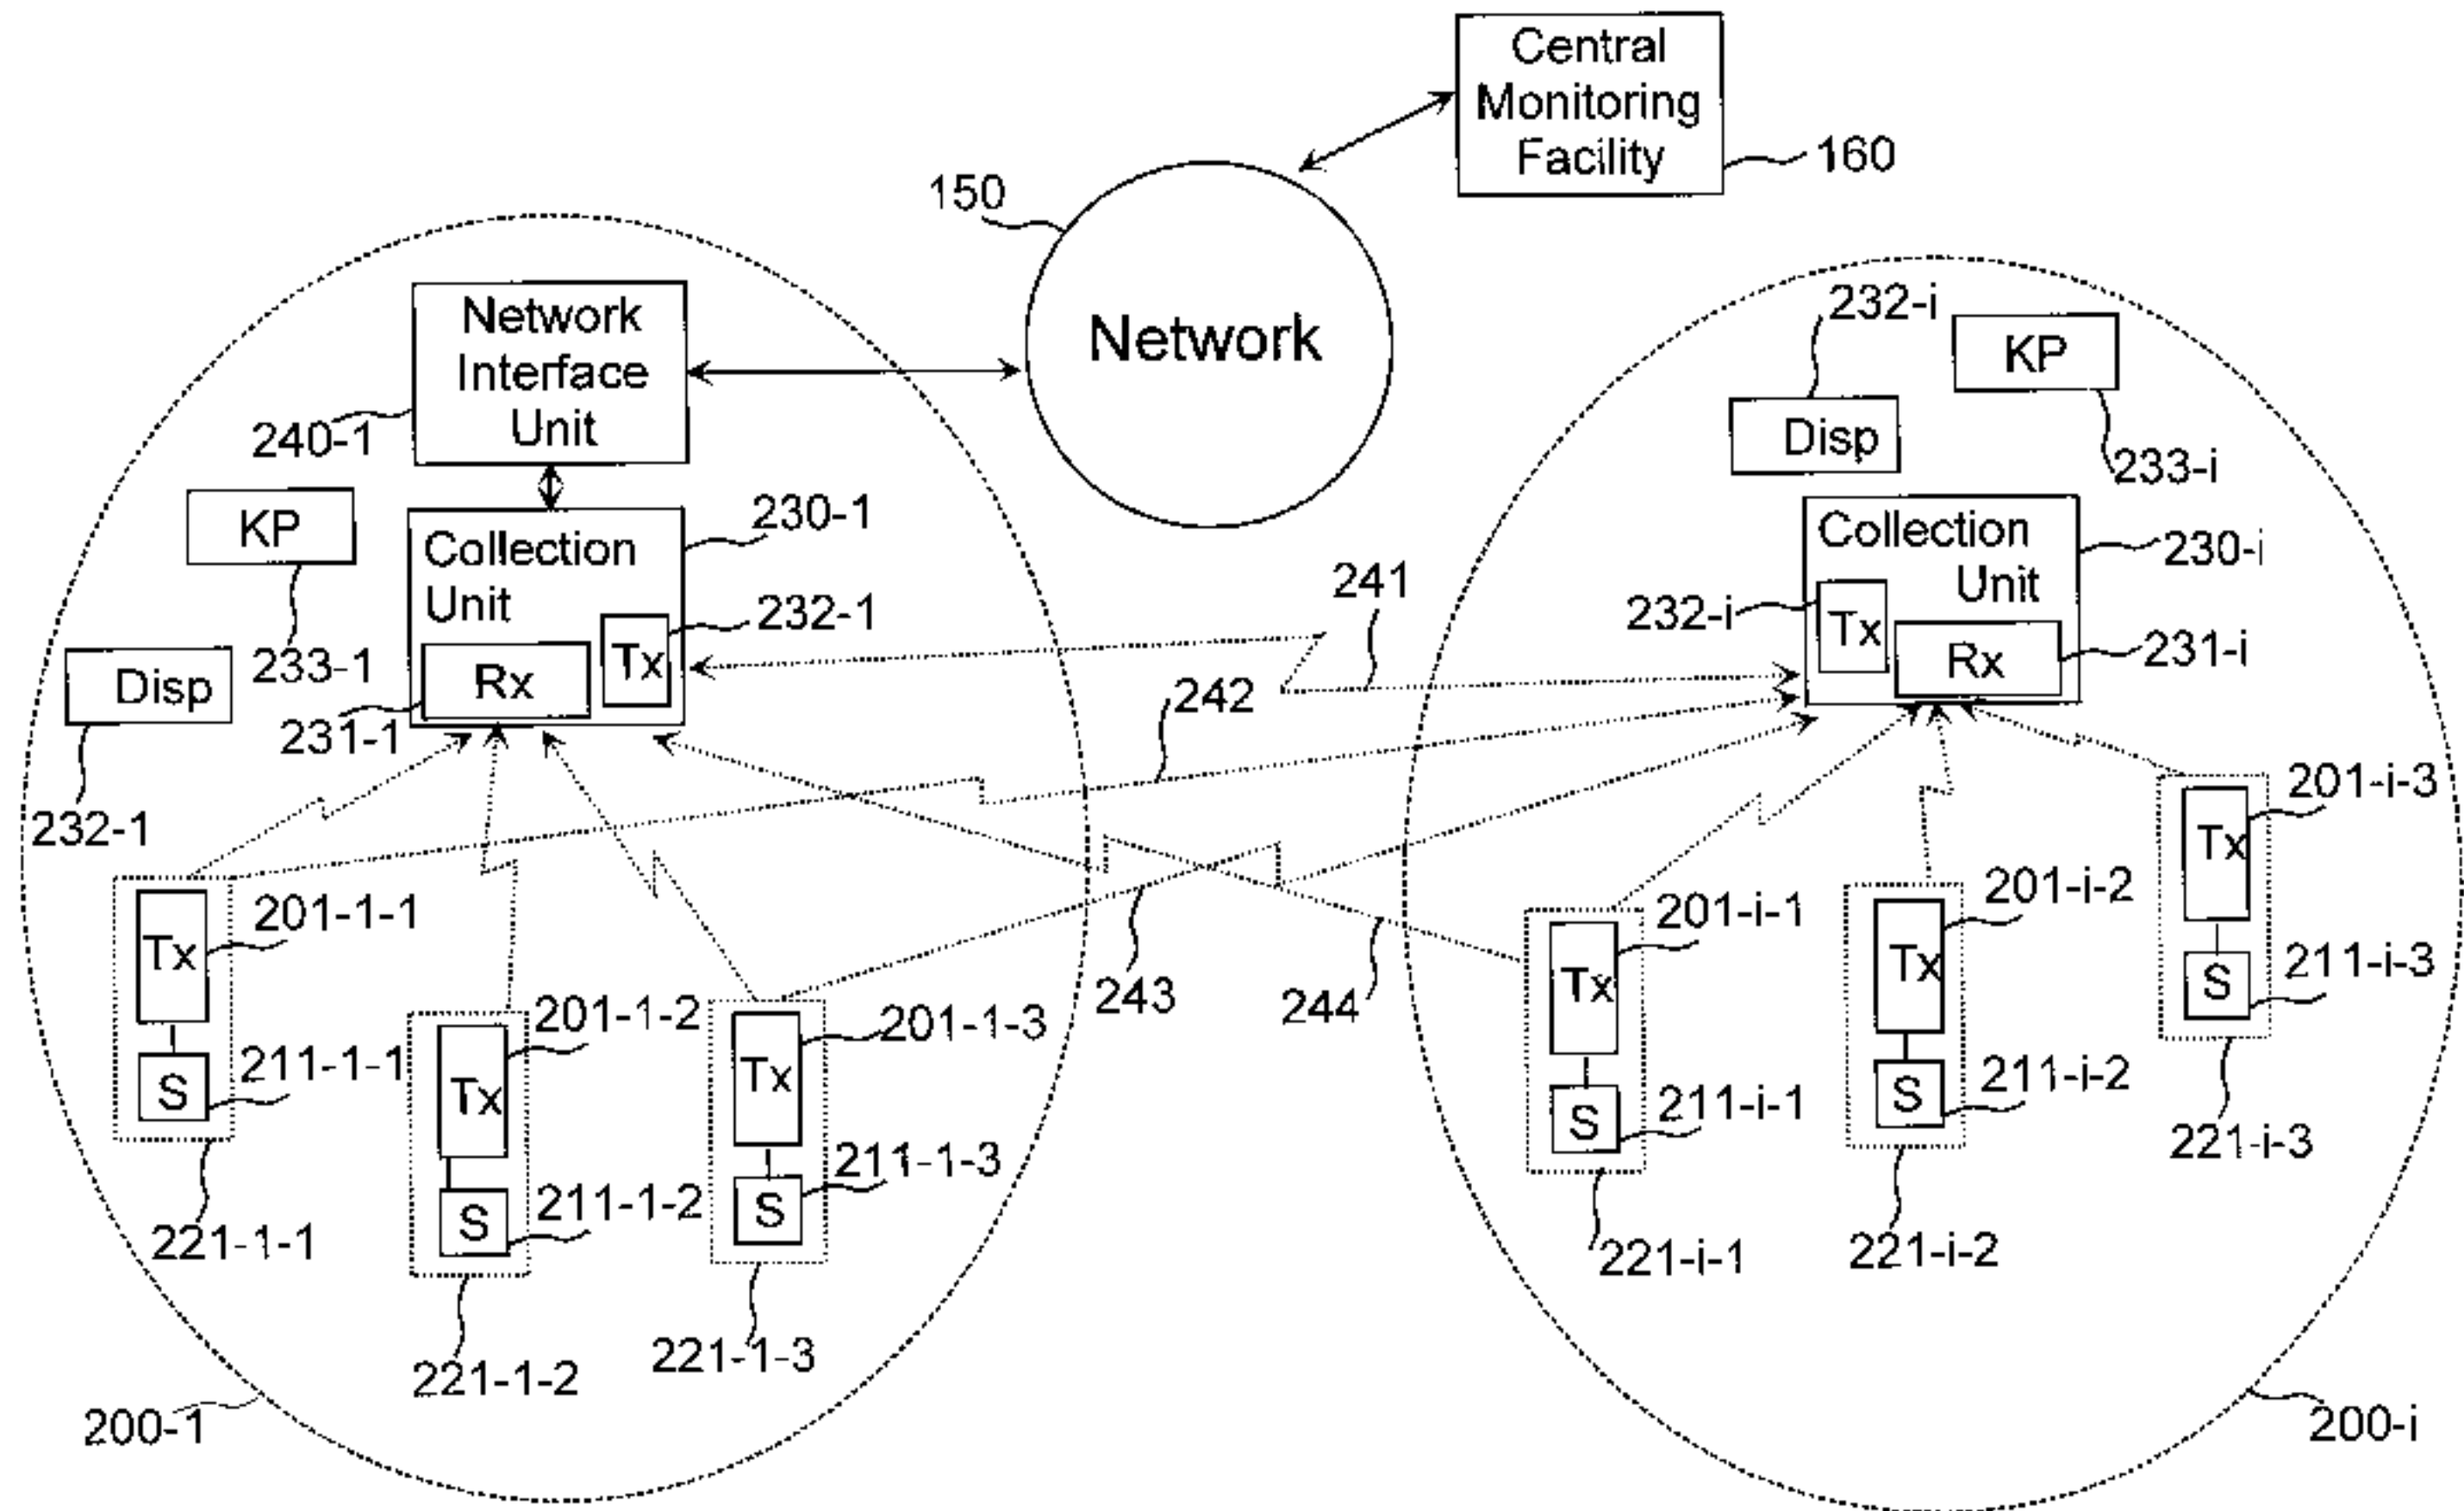 Central
Monitoring
Facility
160
150
Network
Network
Interface
Unit
240-1
KP
233-1
Disp
232-1
Collection
Unit
230-1
Tx
232-1
Rx
231-1
232-i
KP
Disp
233-i
Collection
Unit
230-i
232-i
Tx
Rx
231-i
241
242
243
244
Tx
201-1-1
S
211-1-1
221-1-1
Tx
201-1-2
S
211-1-2
221-1-2
Tx
201-1-3
S
211-1-3
221-1-3
200-1
Tx
201-i-1
S
211-i-1
221-i-1
Tx
201-i-2
S
211-i-2
221-i-2
Tx
201-i-3
S
211-i-3
221-i-3
200-i